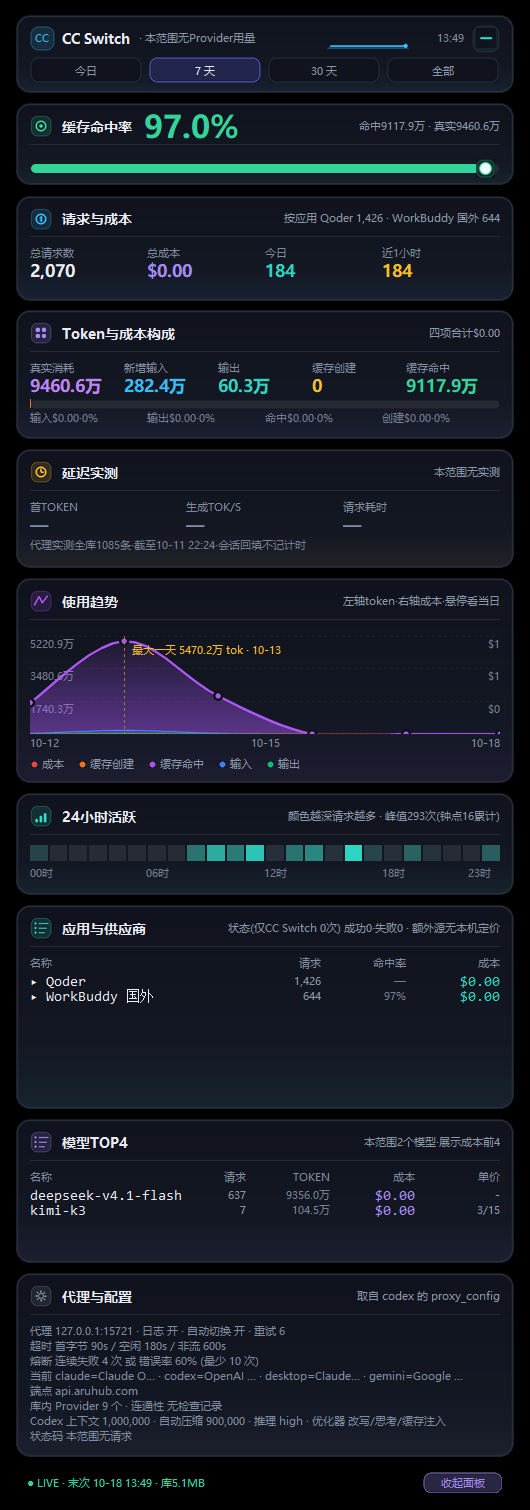 CC CC Switch · 本范围无Provider用量 13:49
今日 7 天 30 天 全部
缓存命中率 97.0% 命中9117.9万 · 真实9460.6万
请求与成本 按应用 Qoder 1,426 · WorkBuddy 国外 644
总请求数 总成本 今日 近1小时
2,070 $0.00 184 184
Token与成本构成 四项合计$0.00
真实消耗 新增输入 输出 缓存创建 缓存命中
9460.6万 282.4万 60.3万 0 9117.9万
输入$0.00·0% 输出$0.00·0% 命中$0.00·0% 创建$0.00·0%
延迟实测 本范围无实测
首TOKEN 生成TOK/S 请求耗时
— — —
代理实测全库1085条·截至10-11 22:24·会话回填不记计时
使用趋势 左轴token·右轴成本·悬停看当日
5220.9万 $1
最大一天 5470.2万 tok · 10-13
3480.6万 $1
1740.3万 $0
10-12 10-15 10-18
成本 缓存创建 缓存命中 输入 输出
24小时活跃 颜色越深请求越多 · 峰值293次(钟点16累计)
00时 06时 12时 18时 23时
应用与供应商 状态(仅CC Switch 0次) 成功0·失败0 · 额外源无本机定价
名称 请求 命中率 成本
▸ Qoder 1,426 — $0.00
▸ WorkBuddy 国外 644 97% $0.00
模型TOP4 本范围2个模型·展示成本前4
名称 请求 TOKEN 成本 单价
deepseek-v4.1-flash 637 9356.0万 $0.00 -
kimi-k3 7 104.5万 $0.00 3/15
代理与配置 取自 codex 的 proxy_config
代理 127.0.0.1:15721 · 日志 开 · 自动切换 开 · 重试 6
超时 首字节 90s / 空闲 180s / 非流 600s
熔断 连续失败 4 次 或 错误率 60% (最少 10 次)
当前 claude=Claude O… · codex=OpenAI … · desktop=Claude… · gemini=Google …
端点 api.aruhub.com
库内 Provider 9 个 · 连通性 无检查记录
Codex 上下文 1,000,000 · 自动压缩 900,000 · 推理 high · 优化器 改写/思考/缓存注入
状态码 本范围无请求
● LIVE · 末次 10-18 13:49 · 库5.1MB 收起面板